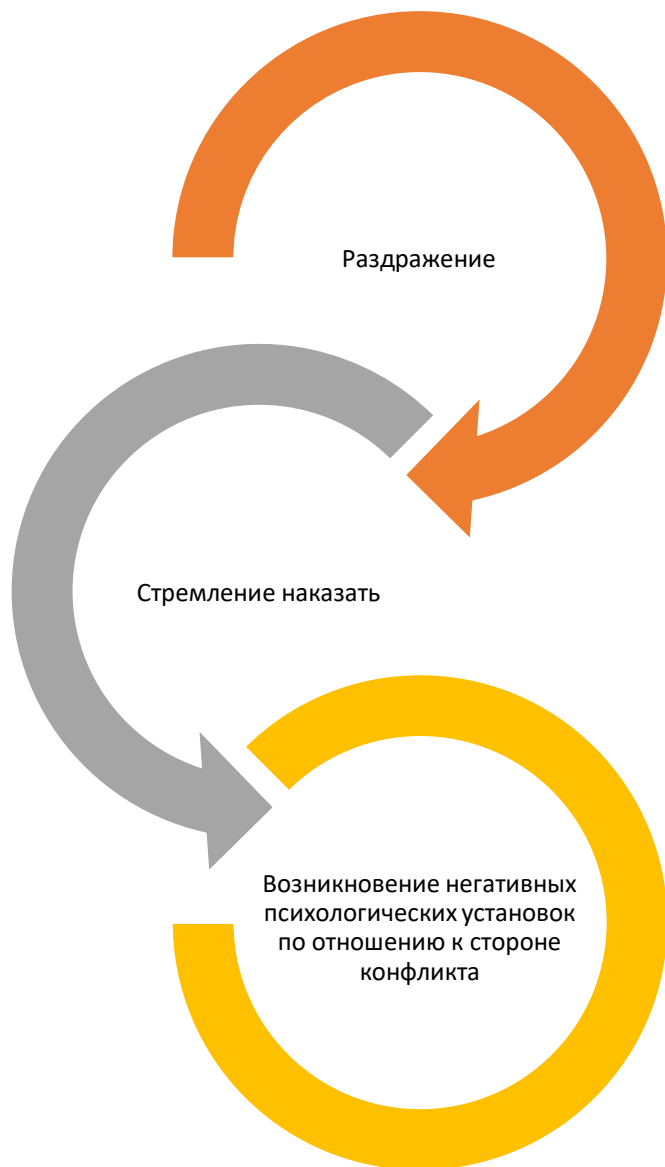 Раздражение
Стремление наказать
Возникновение негативных
психологических установок
по отношению к стороне
конфликта